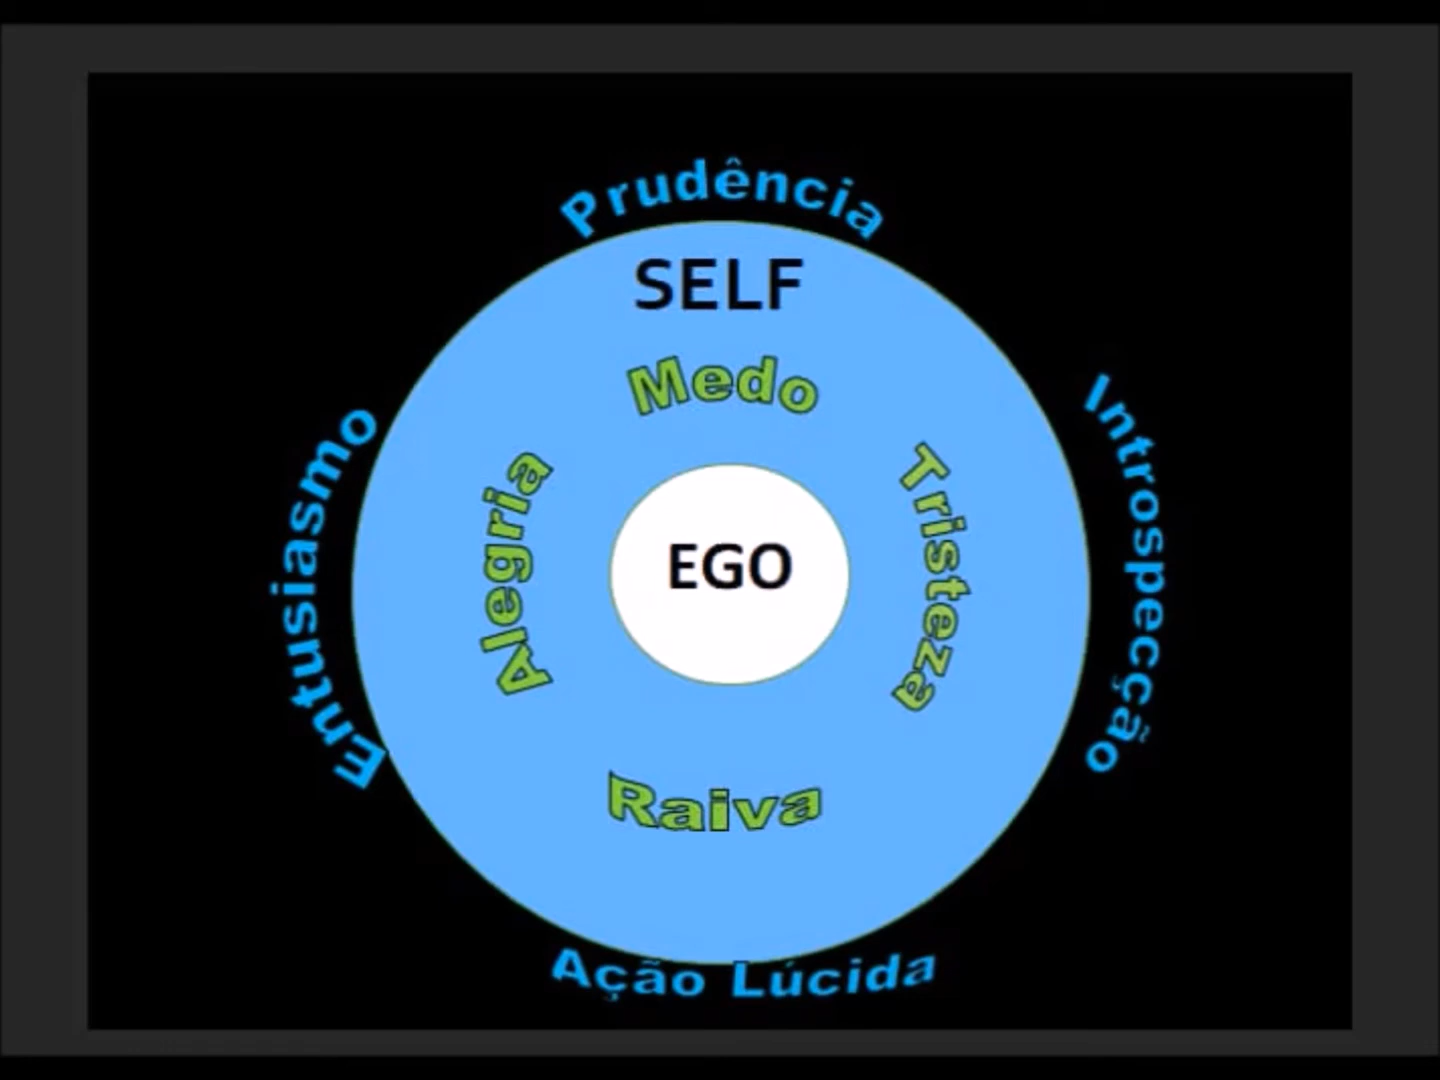 Prudência
SELF
Medo
Entusiasmo
Alegria
EGO
Tristeza
Introspecção
Raiva
Ação Lúcida